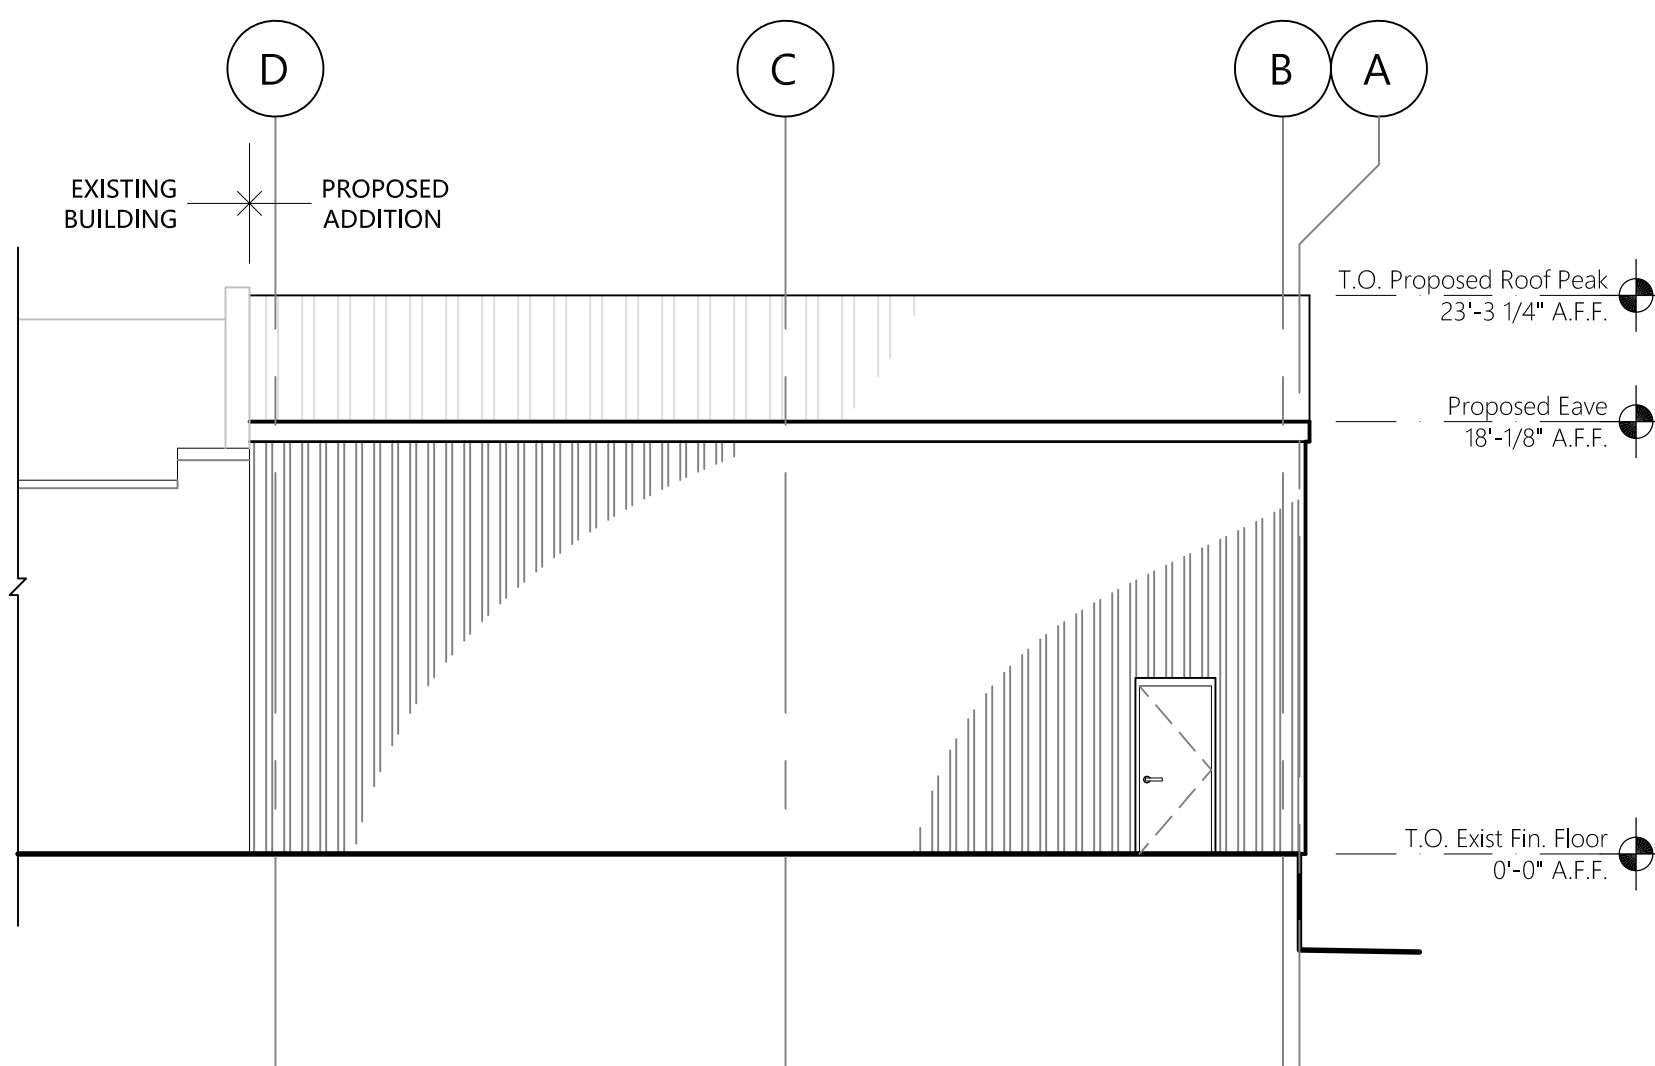 D
C
B
A
EXISTING
BUILDING
PROPOSED
ADDITION
T.O. Proposed Roof Peak
23'-3 1/4" A.F.F.
Proposed Eave
18'-1/8" A.F.F.
T.O. Exist Fin. Floor
0'-0" A.F.F.